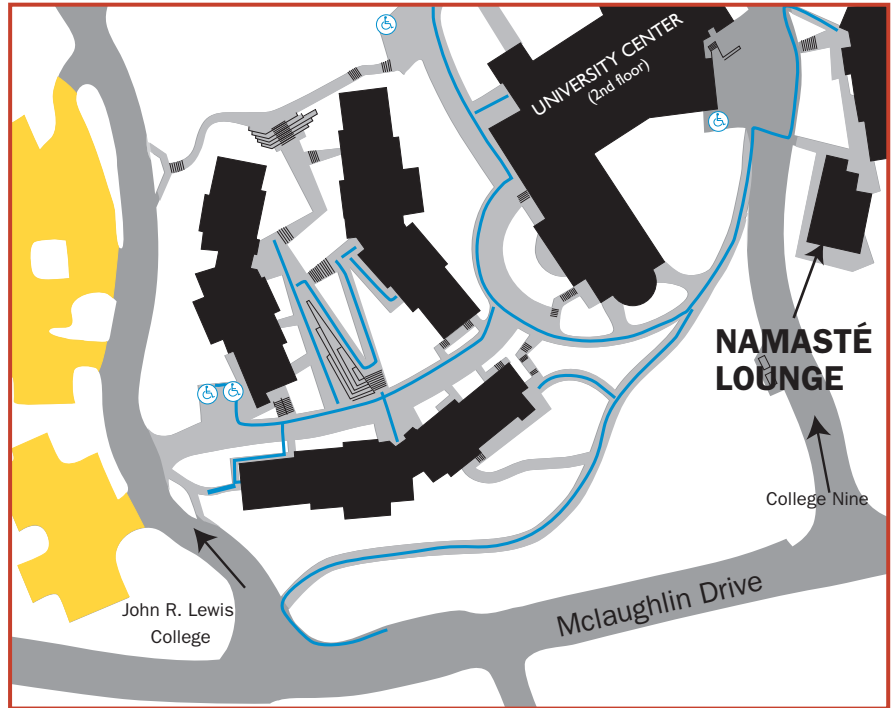 UNIVERSITY CENTER
(2nd floor)
NAMASTÉ
LOUNGE
College Nine
John R. Lewis
College
Mclaughlin Drive